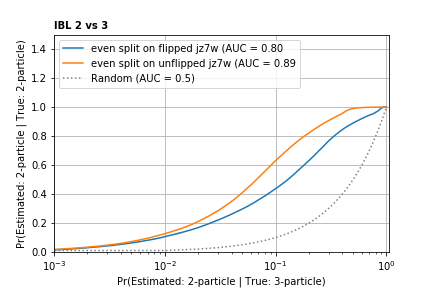 IBL 2 vs 3
Pr(Estimated: 2-particle | True: 2-particle)
1.4
1.2
1.0
0.8
0.6
0.4
0.2
0.0
even split on flipped jz7w (AUC = 0.80
even split on unflipped jz7w (AUC = 0.89
Random (AUC = 0.5)
10⁻³ 10⁻² 10⁻¹ 10⁰
Pr(Estimated: 2-particle | True: 3-particle)